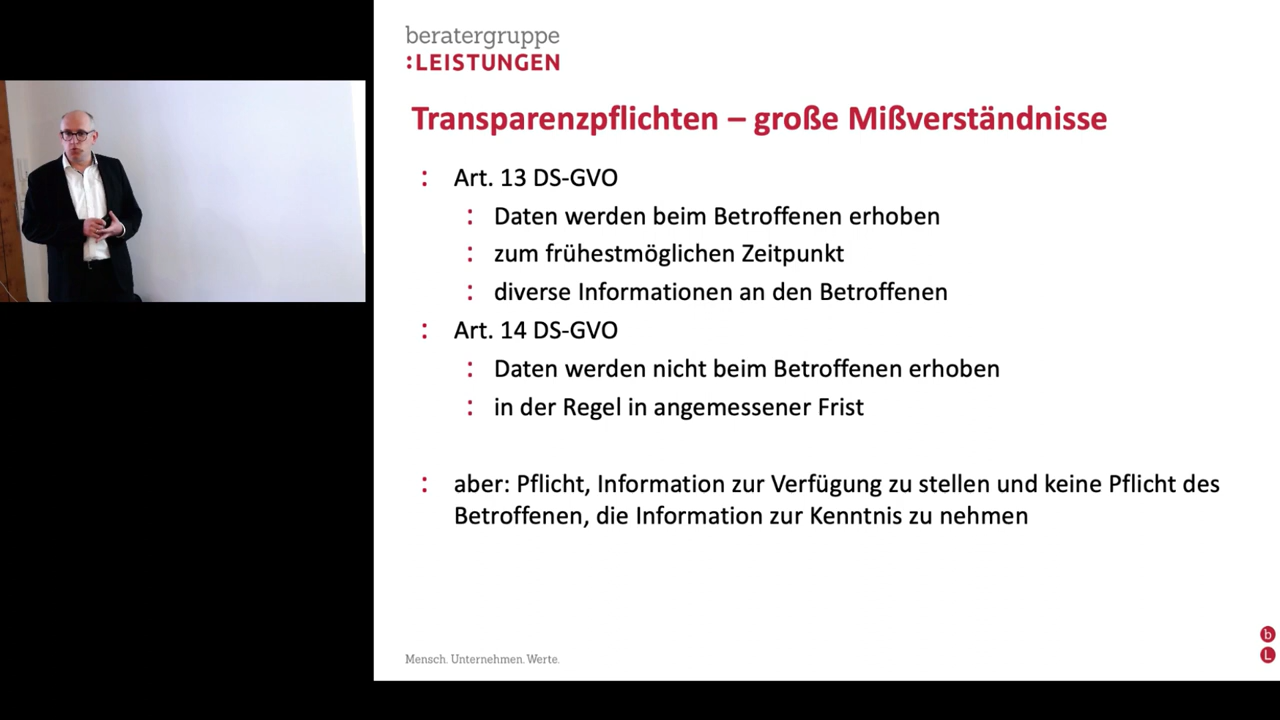 beratergruppe
:LEISTUNGEN
Transparenzpflichten – große Mißverständnisse
: Art. 13 DS-GVO
: Daten werden beim Betroffenen erhoben
: zum frühestmöglichen Zeitpunkt
: diverse Informationen an den Betroffenen
: Art. 14 DS-GVO
: Daten werden nicht beim Betroffenen erhoben
: in der Regel in angemessener Frist
: aber: Pflicht, Information zur Verfügung zu stellen und keine Pflicht des
Betroffenen, die Information zur Kenntnis zu nehmen
Mensch. Unternehmen. Werte.
b
L